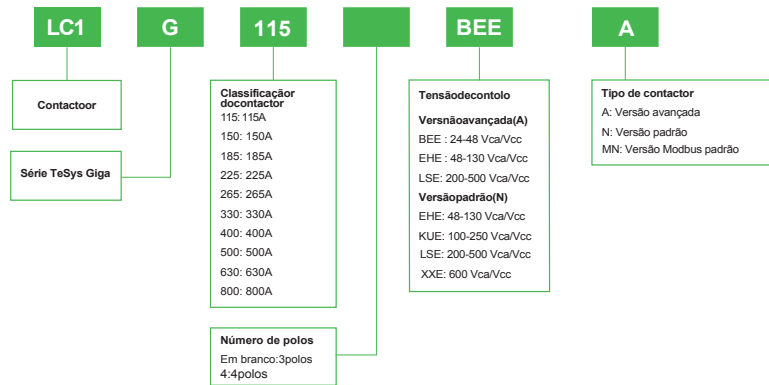 LC1
G
115
BEE
A
Contactoor
Série TeSys Giga
Classificaçãor
docontactor
115: 115A
150: 150A
185: 185A
225: 225A
265: 265A
330: 330A
400: 400A
500: 500A
630: 630A
800: 800A
Número de polos
Em branco:3polos
4:4polos
Tensãodecontolo
Versnãoavançada(A)
BEE : 24-48 Vca/Vcc
EHE : 48-130 Vca/Vcc
LSE: 200-500 Vca/Vcc
Versãopadrão(N)
EHE: 48-130 Vca/Vcc
KUE: 100-250 Vca/Vcc
LSE: 200-500 Vca/Vcc
XXE: 600 Vca/Vcc
Tipo de contactor
A: Versão avançada
N: Versão padrão
MN: Versão Modbus padrão